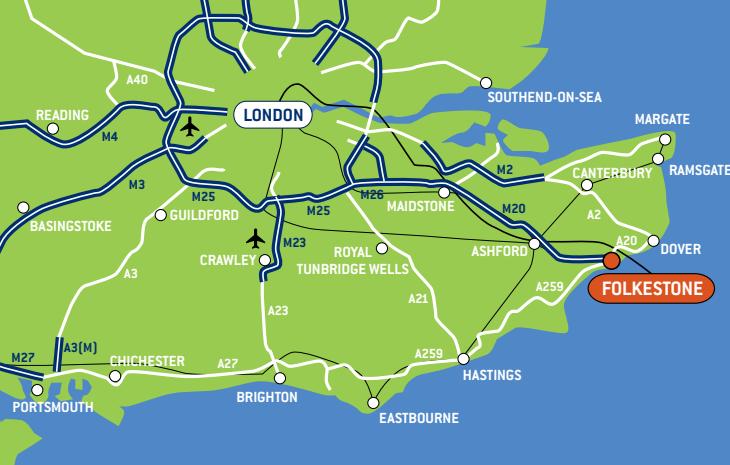 A40
SOUTHEND-ON-SEA
READING
LONDON
MARGATE
M4
M2
CANTERBURY
RAMSGATE
M3
M25
M26
MAIDSTONE
M20
A2
BASINGSTOKE
GUILDFORD
M25
M23
ASHFORD
A20
DOVER
CRAWLEY
ROYAL
TUNBRIDGE WELLS
A3
A21
A259
FOLKESTONE
A23
M27
A3(M)
CHICHESTER
A27
A259
HASTINGS
PORTSMOUTH
BRIGHTON
EASTBOURNE